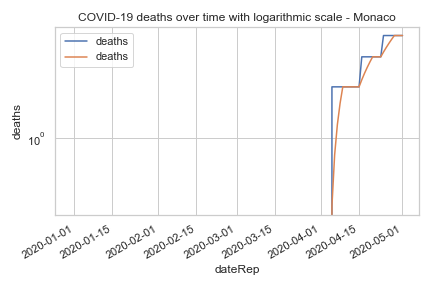 COVID-19 deaths over time with logarithmic scale - Monaco
deaths
deaths
deaths
10⁰
2020-01-01
2020-01-15
2020-02-01
2020-02-15
2020-03-01
2020-03-15
2020-04-01
2020-04-15
2020-05-01
dateRep